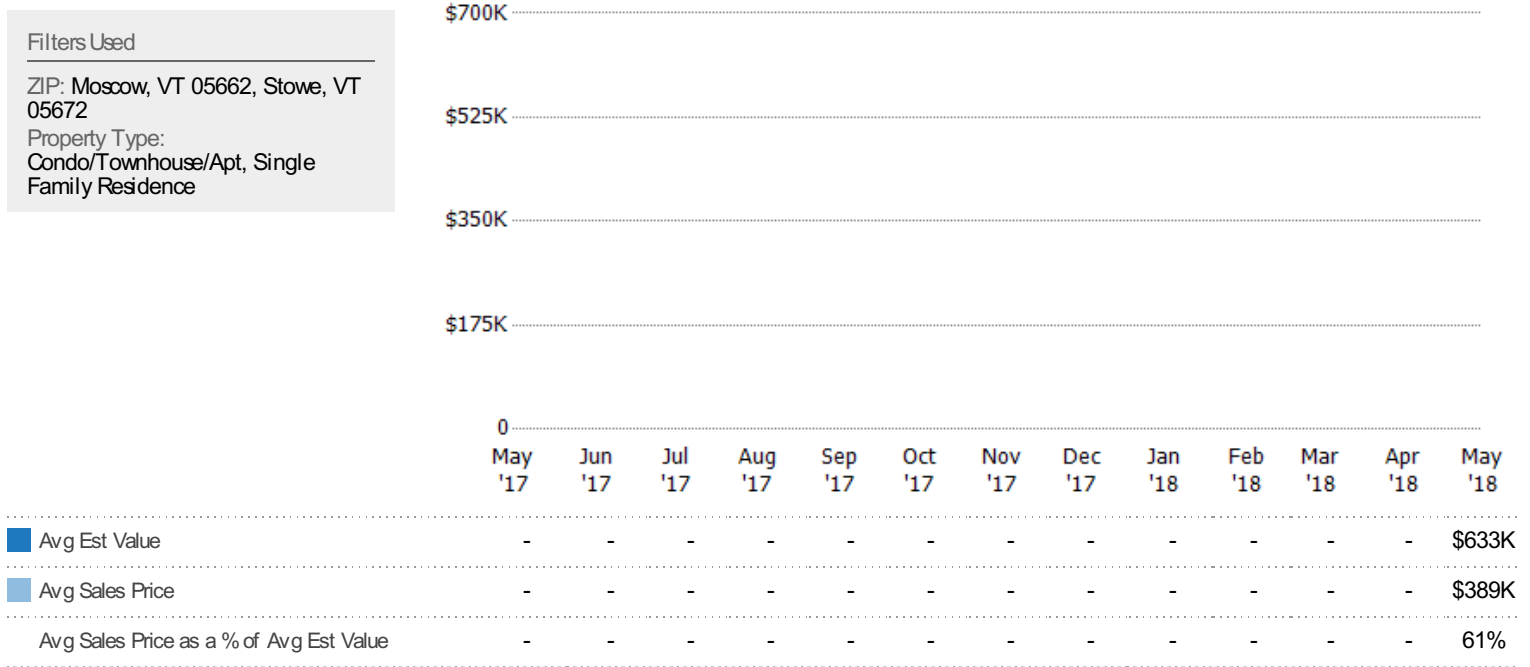 Filters Used
ZIP: Moscow, VT 05662, Stowe, VT
05672
Property Type:
Condo/Townhouse/Apt, Single
Family Residence
$700K
$525K
$350K
$175K
0
May Jun Jul Aug Sep Oct Nov Dec Jan Feb Mar Apr May
'17 '17 '17 '17 '17 '17 '17 '17 '18 '18 '18 '18 '18
Avg Est Value - - - - - - - - - - - - $633K
Avg Sales Price - - - - - - - - - - - - $389K
Avg Sales Price as a % of Avg Est Value - - - - - - - - - - - - 61%